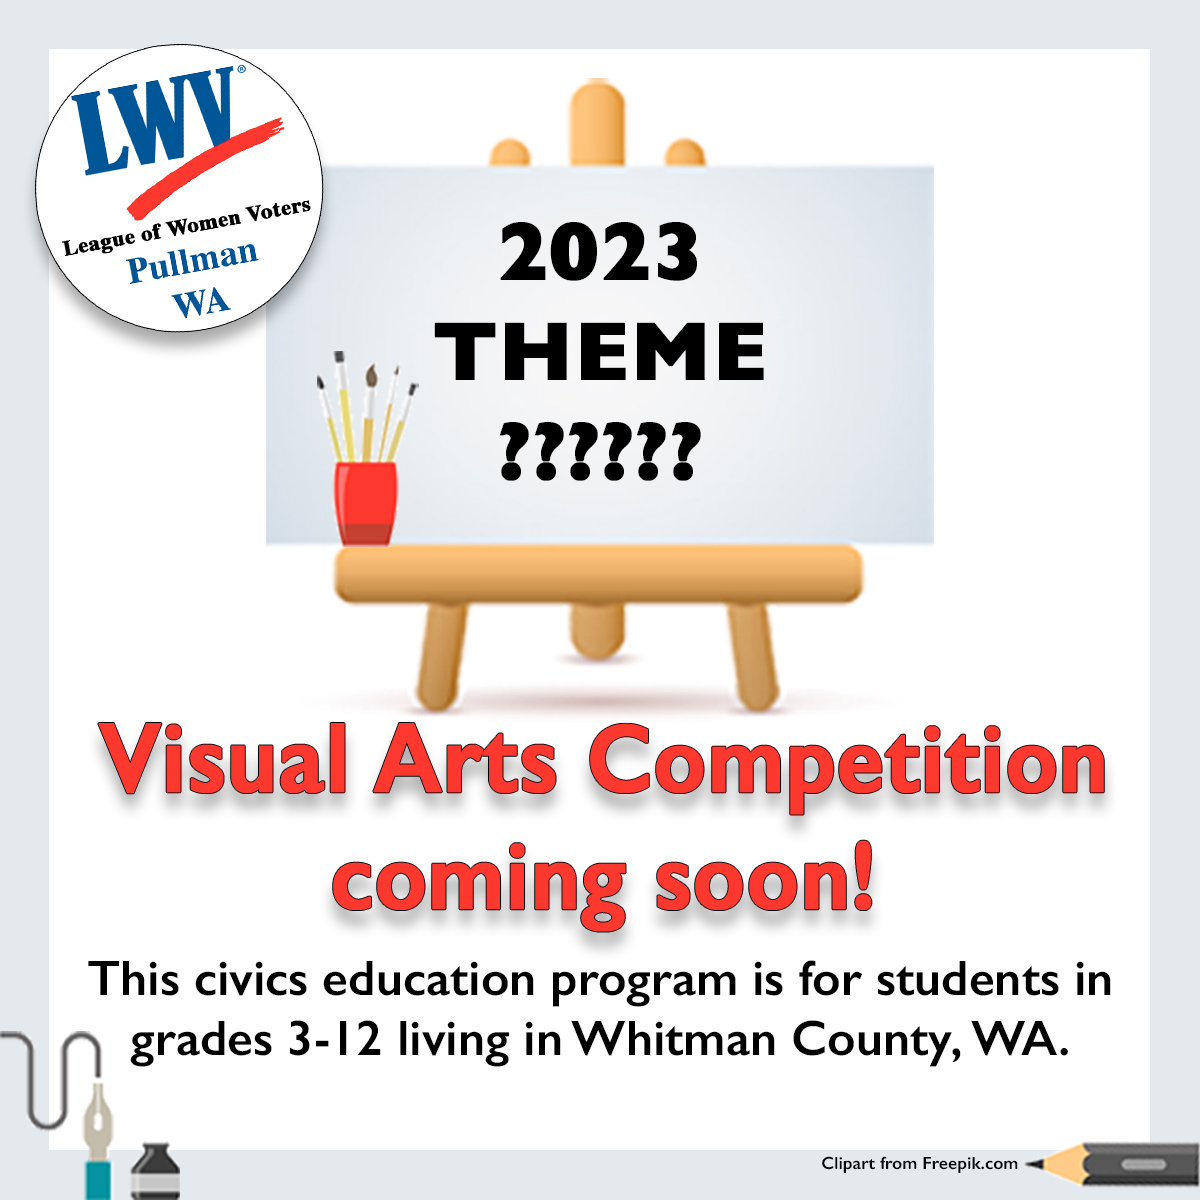 LWV®
League of Women Voters
Pullman
WA
2023
THEME
??????
Visual Arts Competition
coming soon!
This civics education program is for students in
grades 3-12 living in Whitman County, WA.
Clipart from Freepik.com